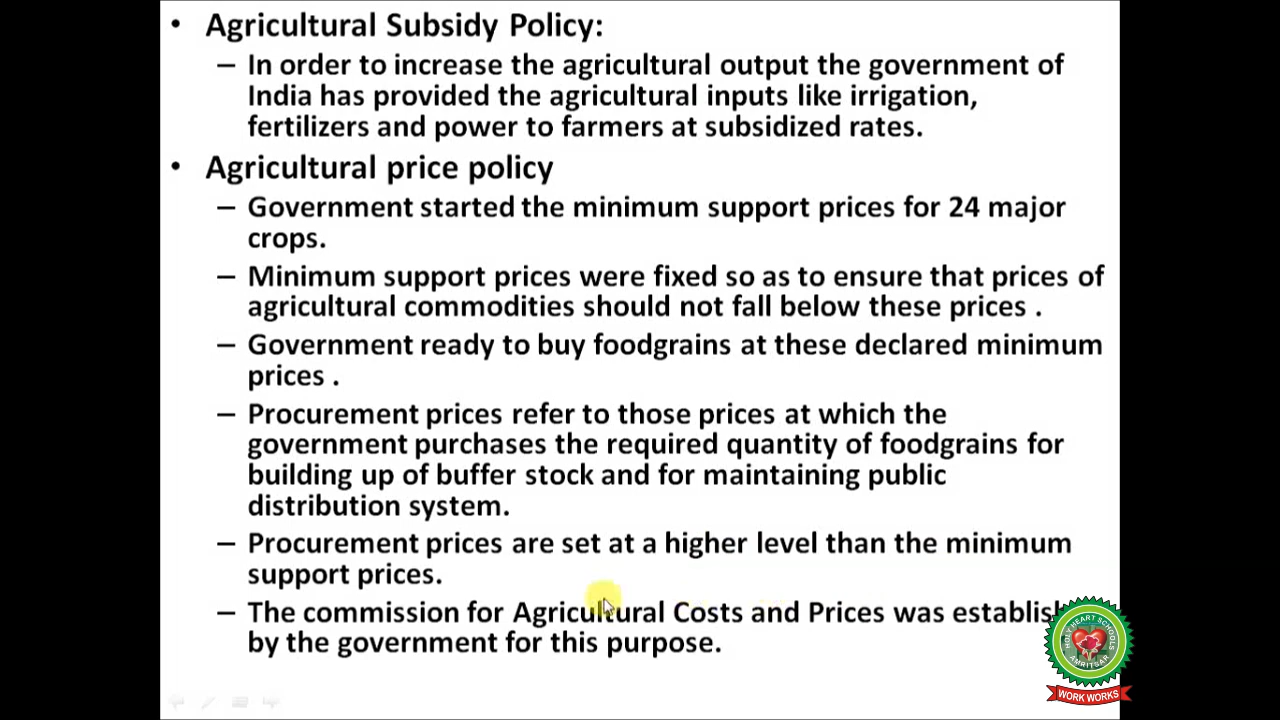 • Agricultural Subsidy Policy:
– In order to increase the agricultural output the government of
India has provided the agricultural inputs like irrigation,
fertilizers and power to farmers at subsidized rates.
• Agricultural price policy
– Government started the minimum support prices for 24 major
crops.
– Minimum support prices were fixed so as to ensure that prices of
agricultural commodities should not fall below these prices .
– Government ready to buy foodgrains at these declared minimum
prices .
– Procurement prices refer to those prices at which the
government purchases the required quantity of foodgrains for
building up of buffer stock and for maintaining public
distribution system.
– Procurement prices are set at a higher level than the minimum
support prices.
– The commission for Agricultural Costs and Prices was establis
by the government for this purpose.
HOLY HEART SCHOOLS
AMRITSAR
WORK WORKS